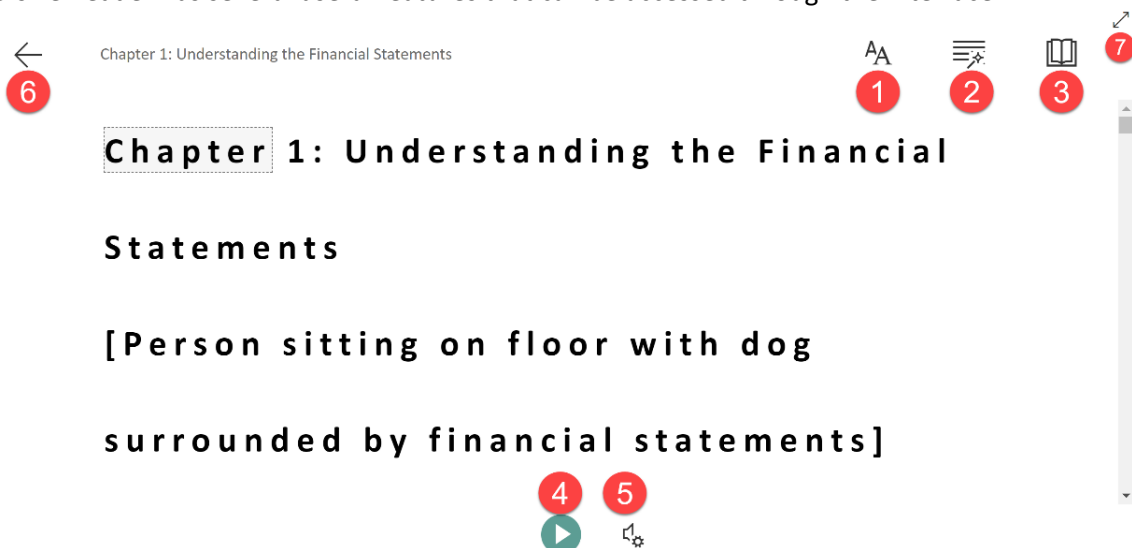 Chapter 1: Understanding the Financial Statements
AA
7
6
1
2
3
Chapter 1: Understanding the Financial
Statements
[Person sitting on floor with dog
surrounded by financial statements]
4
5